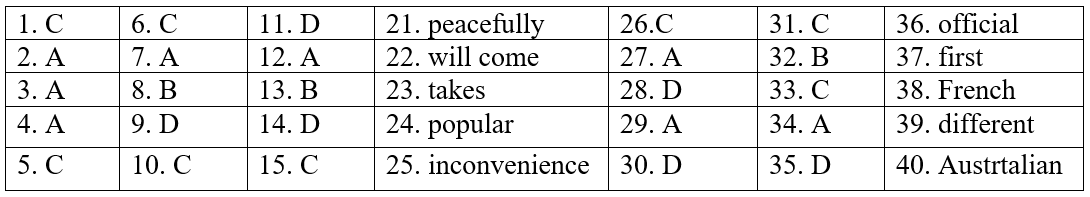 1. C 6. C 11. D 21. peacefully 26.C 31. C 36. official
2. A 7. A 12. A 22. will come 27. A 32. B 37. first
3. A 8. B 13. B 23. takes 28. D 33. C 38. French
4. A 9. D 14. D 24. popular 29. A 34. A 39. different
5. C 10. C 15. C 25. inconvenience 30. D 35. D 40. Austrtalian